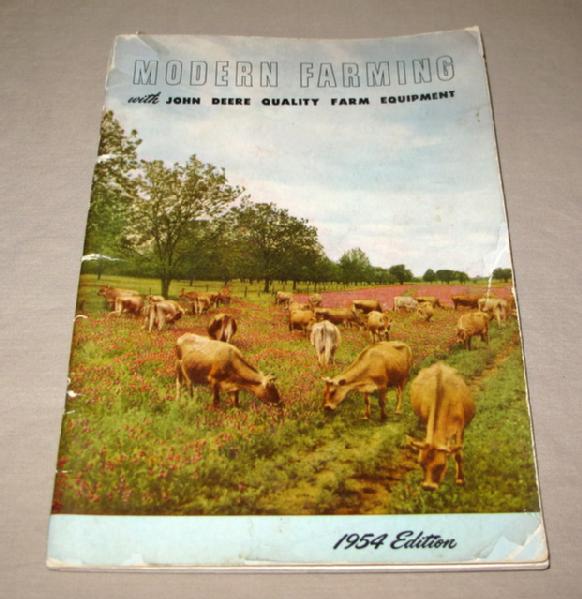 MODERN FARMING
with JOHN DEERE QUALITY FARM EQUIPMENT
1954 Edition